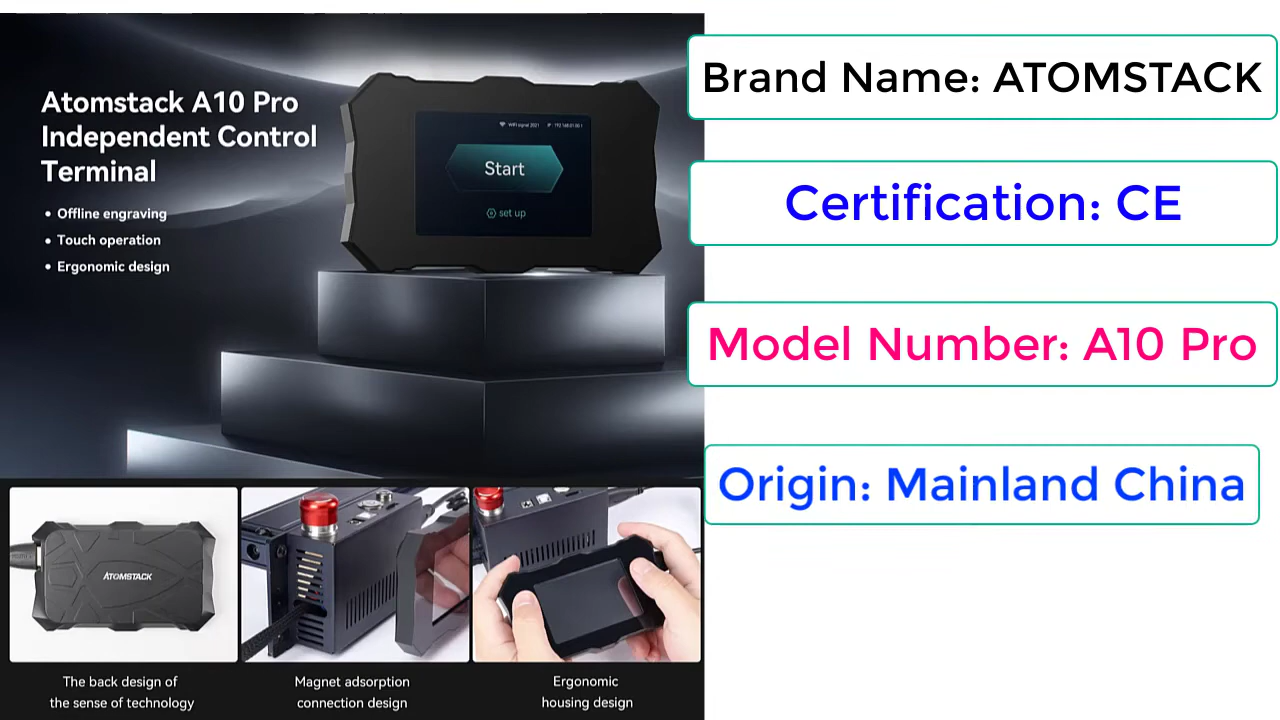 Atomstack A10 Pro
Independent Control
Terminal
• Offline engraving
• Touch operation
• Ergonomic design
Start
set up
ATOMSTACK
The back design of
the sense of technology
Magnet adsorption
connection design
Ergonomic
housing design
Brand Name: ATOMSTACK
Certification: CE
Model Number: A10 Pro
Origin: Mainland China